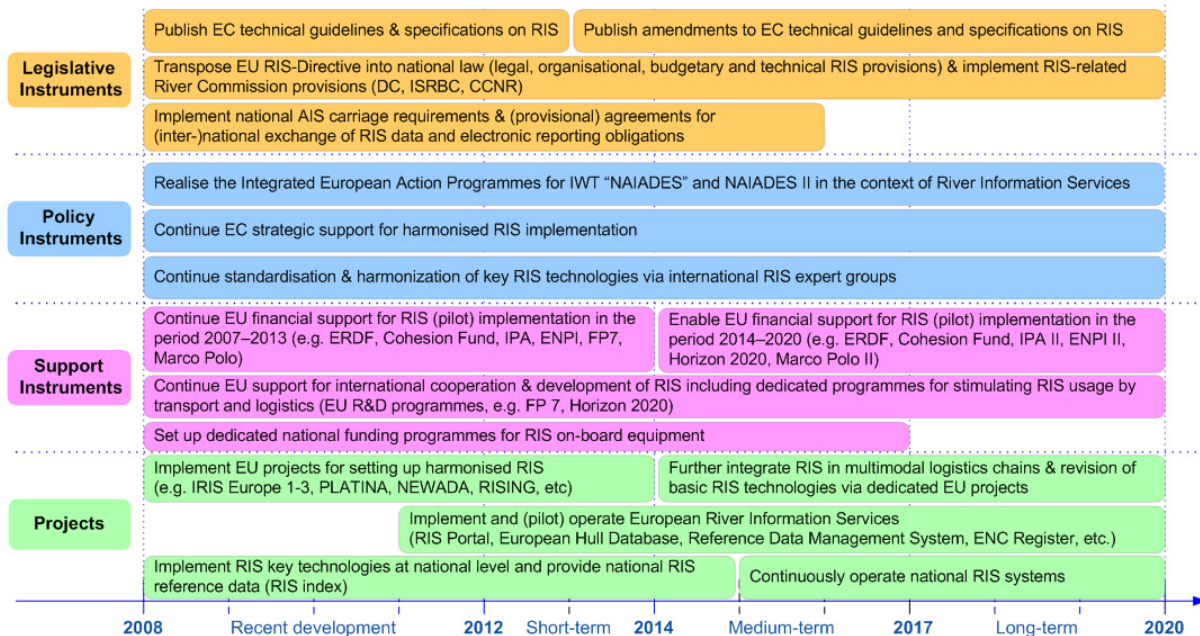 Legislative
Instruments
Publish EC technical guidelines & specifications on RIS
Publish amendments to EC technical guidelines and specifications on RIS
Transpose EU RIS-Directive into national law (legal, organisational, budgetary and technical RIS provisions) & implement RIS-related
River Commission provisions (DC, ISRBC, CCNR)
Implement national AIS carriage requirements & (provisional) agreements for
(inter-)national exchange of RIS data and electronic reporting obligations
Policy
Instruments
Realise the Integrated European Action Programmes for IWT “NAIADES” and NAIADES II in the context of River Information Services
Continue EC strategic support for harmonised RIS implementation
Continue standardisation & harmonization of key RIS technologies via international RIS expert groups
Support
Instruments
Continue EU financial support for RIS (pilot) implementation in the
period 2007–2013 (e.g. ERDF, Cohesion Fund, IPA, ENPI, FP7,
Marco Polo)
Enable EU financial support for RIS (pilot) implementation in the
period 2014–2020 (e.g. ERDF, Cohesion Fund, IPA II, ENPI II,
Horizon 2020, Marco Polo II)
Continue EU support for international cooperation & development of RIS including dedicated programmes for stimulating RIS usage by
transport and logistics (EU R&D programmes, e.g. FP 7, Horizon 2020)
Set up dedicated national funding programmes for RIS on-board equipment
Projects
Implement EU projects for setting up harmonised RIS
(e.g. IRIS Europe 1-3, PLATINA, NEWADA, RISING, etc)
Further integrate RIS in multimodal logistics chains & revision of
basic RIS technologies via dedicated EU projects
Implement and (pilot) operate European River Information Services
(RIS Portal, European Hull Database, Reference Data Management System, ENC Register, etc.)
Implement RIS key technologies at national level and provide national RIS
reference data (RIS index)
Continuously operate national RIS systems
2008 Recent development 2012 Short-term 2014 Medium-term 2017 Long-term 2020